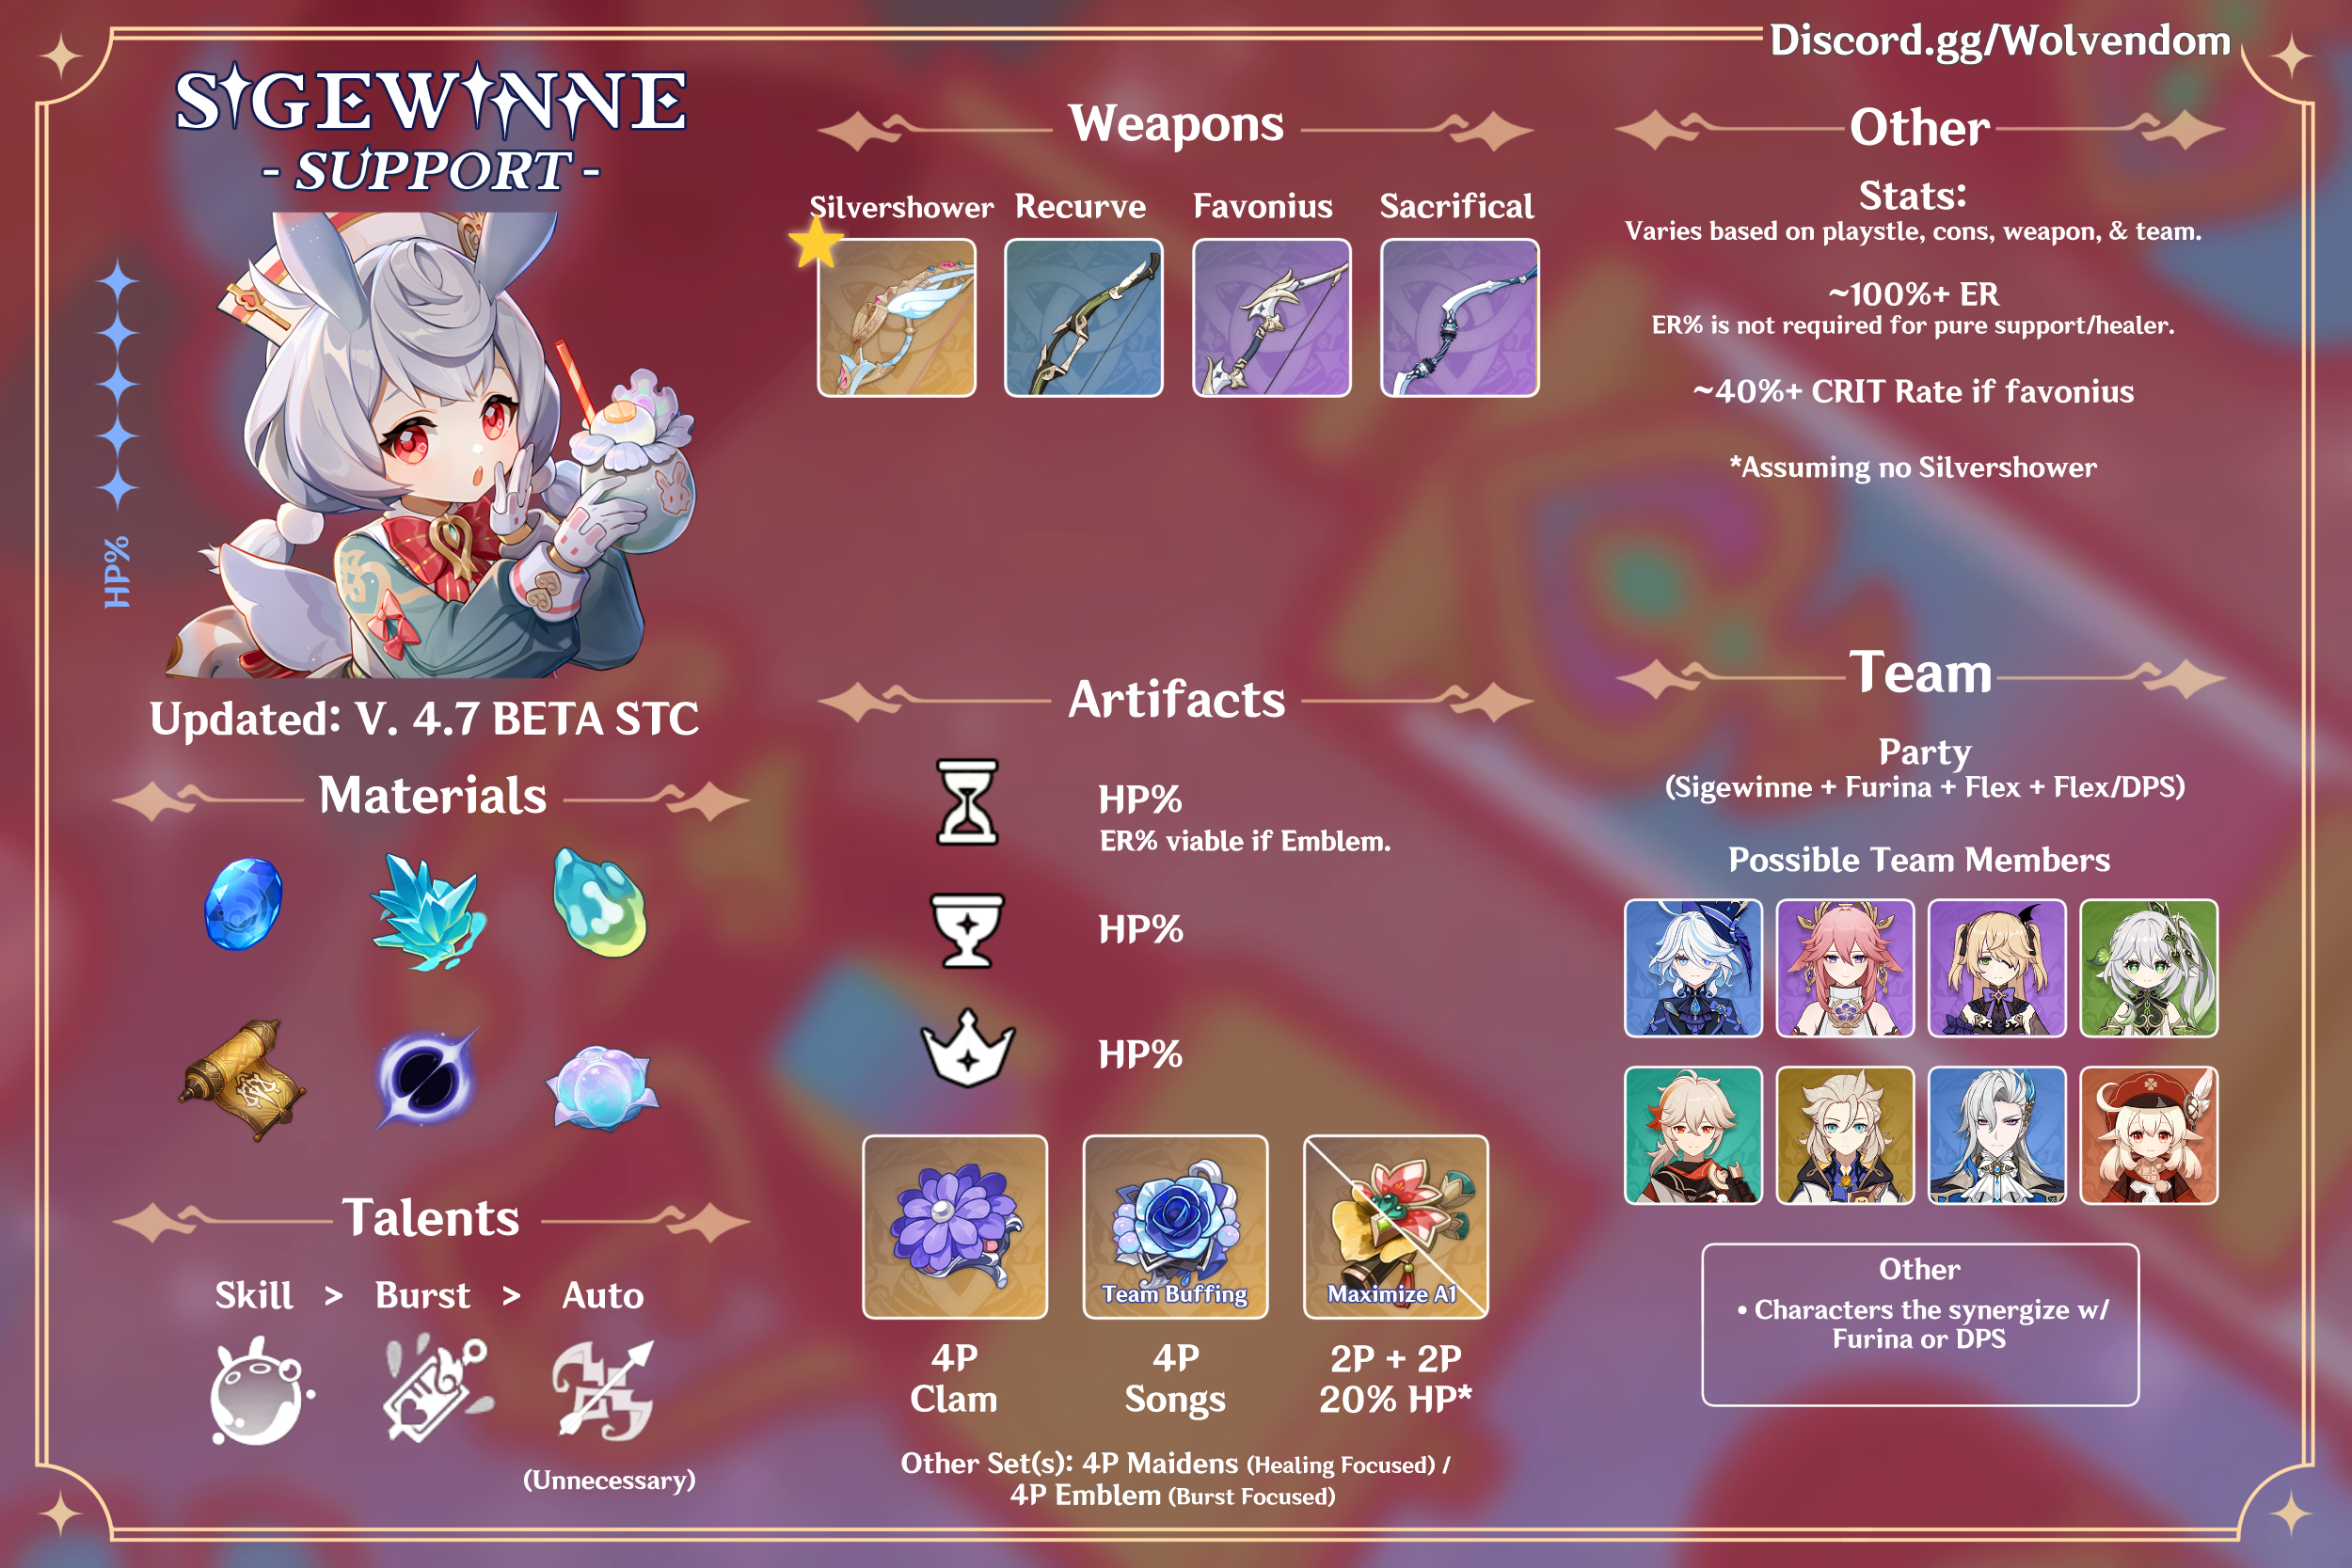 Discord.gg/Wolvendom
SIGEWINNE
- SUPPORT -
HP%
Updated: V. 4.7 BETA STC
Materials
Talents
Skill > Burst > Auto
(Unnecessary)
Weapons
Silvershower Recurve Favonius Sacrifical
Artifacts
HP%
ER% viable if Emblem.
HP%
HP%
Team Buffing
Maximize A1
4P
Clam
4P
Songs
2P + 2P
20% HP*
Other Set(s): 4P Maidens (Healing Focused) /
4P Emblem (Burst Focused)
Other
Stats:
Varies based on playstle, cons, weapon, & team.
~100%+ ER
ER% is not required for pure support/healer.
~40%+ CRIT Rate if favonius
*Assuming no Silvershower
Team
Party
(Sigewinne + Furina + Flex + Flex/DPS)
Possible Team Members
Other
• Characters the synergize w/
Furina or DPS